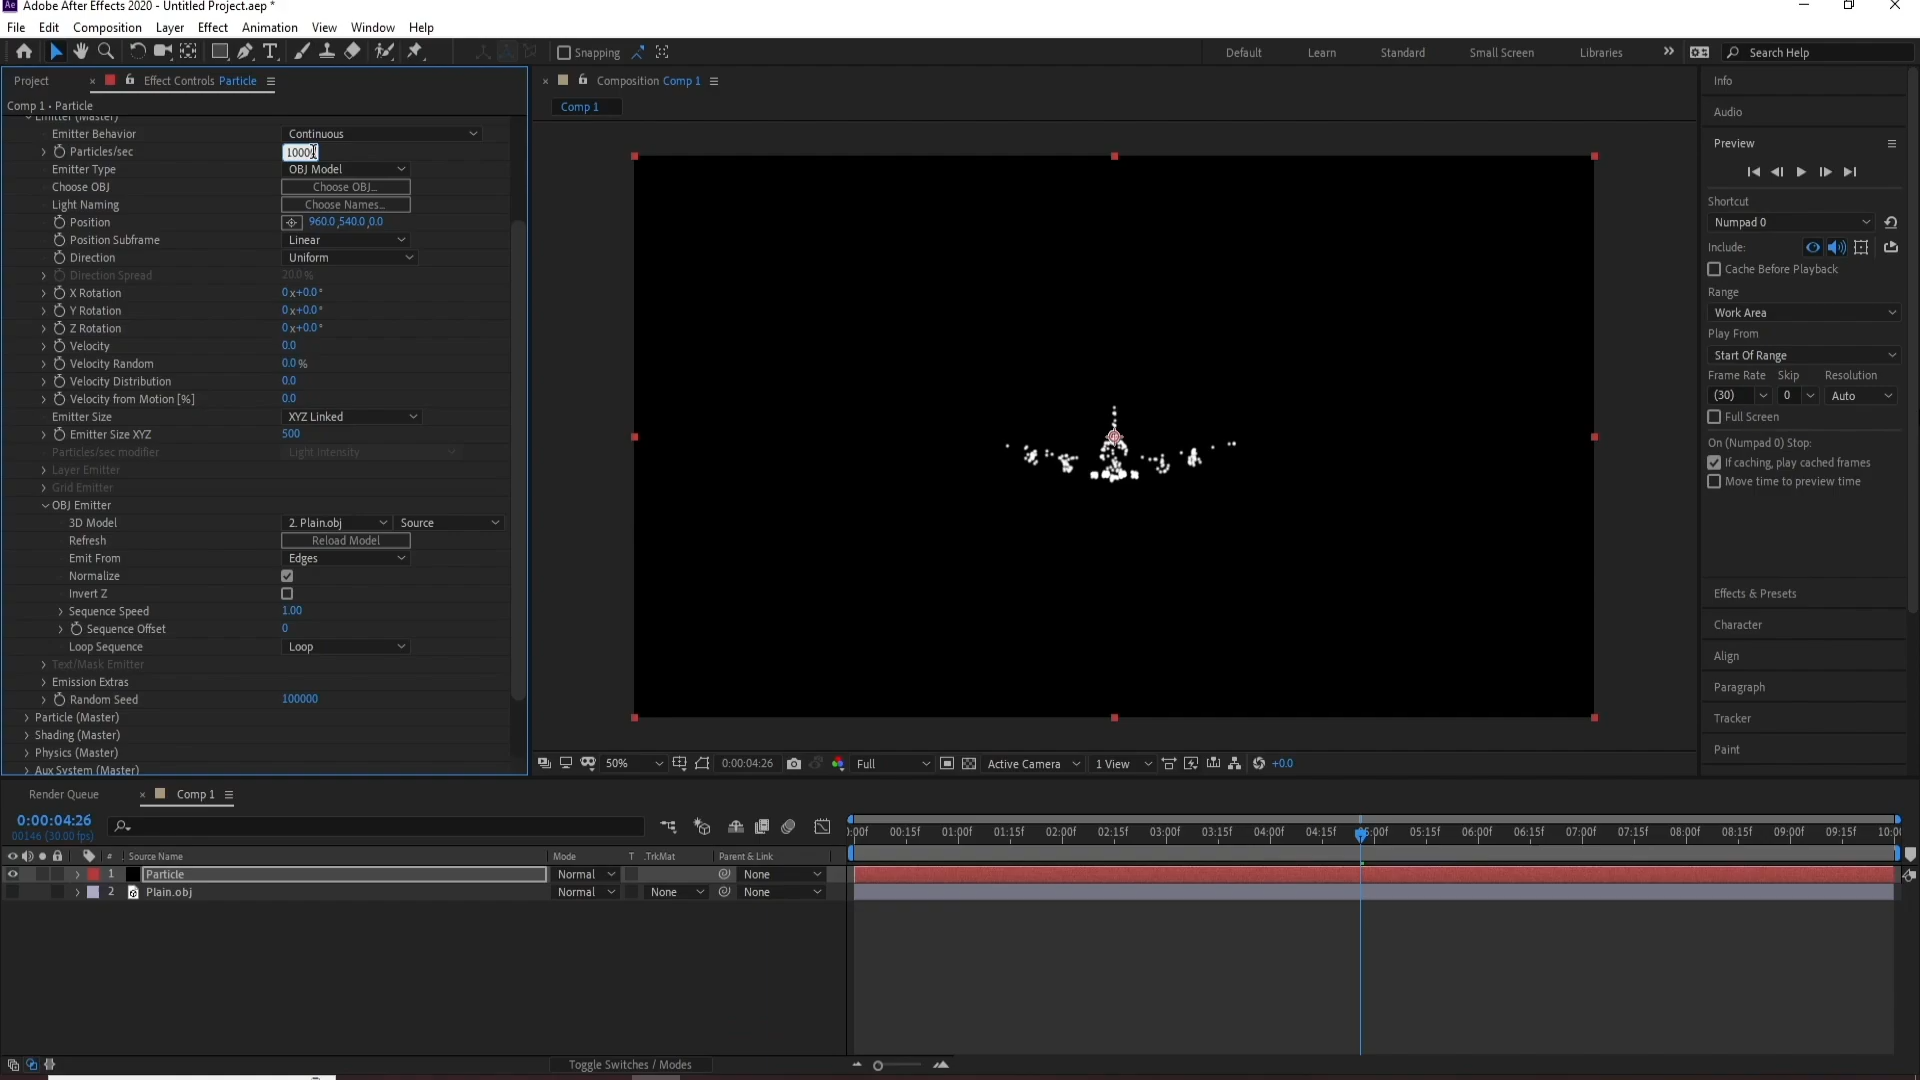 Adobe After Effects 2020 - Untitled Project.aep *
File Edit Composition Layer Effect Animation View Window Help
Snapping Default Learn Standard Small Screen Libraries Search Help
Project Effect Controls Particle
Comp 1 • Particle
Emitter (Master)
Emitter Behavior Continuous
Particles/sec
Emitter Type OBJ Model
Choose OBJ Choose OBJ...
Light Naming Choose Names...
Position 960.0,540.0,0.0
Position Subframe Linear
Direction Uniform
Direction Spread 20.0 %
X Rotation 0x+0.0°
Y Rotation 0x+0.0°
Z Rotation 0x+0.0°
Velocity 0.0
Velocity Random 0.0 %
Velocity Distribution 0.0
Velocity from Motion [%] 0.0
Emitter Size XYZ Linked
Emitter Size XYZ 500
Particles/sec modifier Light Intensity
Layer Emitter
Grid Emitter
OBJ Emitter
3D Model 2. Plain.obj Source
Refresh Reload Model
Emit From Edges
Normalize
Invert Z
Sequence Speed 1.00
Sequence Offset 0
Loop Sequence Loop
Text/Mask Emitter
Emission Extras
Random Seed 100000
Particle (Master)
Shading (Master)
Physics (Master)
Aux System (Master)
Composition Comp 1
Comp 1
50% 0:00:04:26 Full Active Camera 1 View +0.0
Info
Audio
Preview
Shortcut
Numpad 0
Include:
Cache Before Playback
Range
Work Area
Play From
Start Of Range
Frame Rate Skip Resolution
(30) 0 Auto
Full Screen
On (Numpad 0) Stop:
If caching, play cached frames
Move time to preview time
Effects & Presets
Character
Align
Paragraph
Tracker
Paint
Render Queue Comp 1
0:00:04:26
00146 (30.00 fps)
00:15f 01:00f 01:15f 02:00f 02:15f 03:00f 03:15f 04:00f 04:15f 05:15f 06:00f 06:15f 07:00f 07:15f 08:00f 08:15f 09:00f 09:15f
# Source Name Mode T .TrkMat Parent & Link
1 Particle Normal None
2 Plain.obj Normal None None
Toggle Switches / Modes